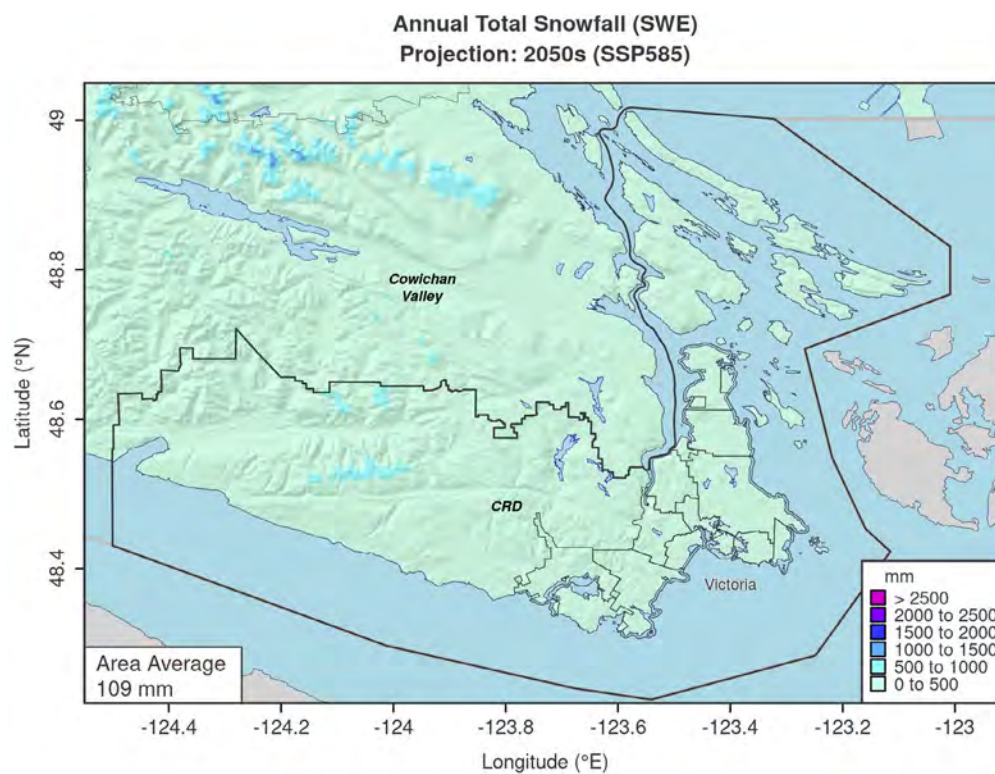 Annual Total Snowfall (SWE)
Projection: 2050s (SSP585)
49
48.8
48.6
48.4
Latitude (°N)
Cowichan
Valley
CRD
Victoria
mm
> 2500
2000 to 2500
1500 to 2000
1000 to 1500
500 to 1000
0 to 500
Area Average
109 mm
-124.4
-124.2
-124
-123.8
-123.6
-123.4
-123.2
-123
Longitude (°E)